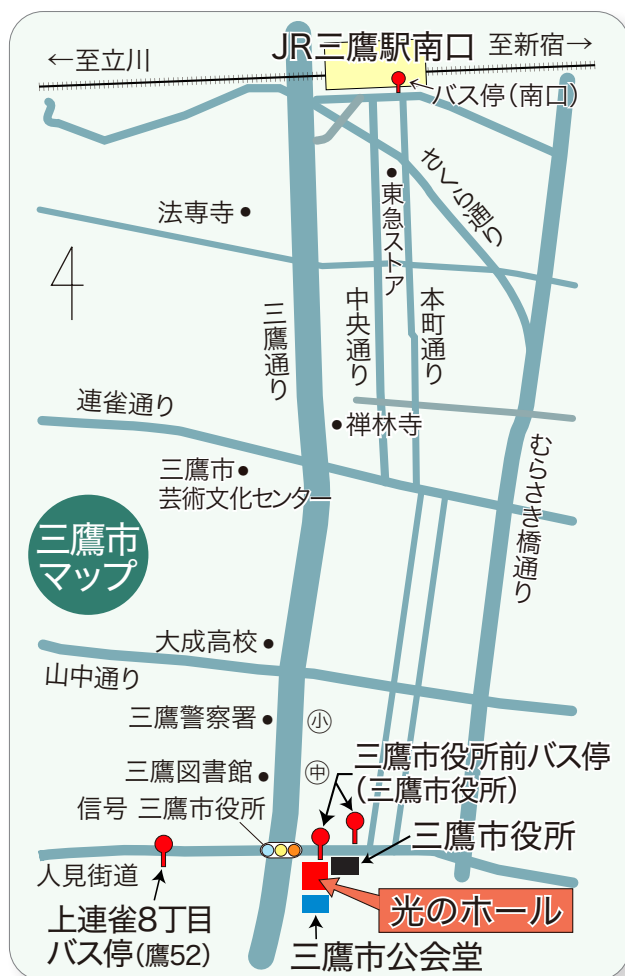 JR三鷹駅南口
←至立川
至新宿→
バス停(南口)
さくら通り
東急ストア
法専寺
三鷹通り
中央通り
本町通り
連雀通り
禅林寺
三鷹市
芸術文化センター
むらさき橋通り
三鷹市
マップ
大成高校
山中通り
三鷹警察署
小
三鷹図書館
中
三鷹市役所前バス停
(三鷹市役所)
信号 三鷹市役所
三鷹市役所
人見街道
光のホール
上連雀8丁目
バス停(鷹52)
三鷹市公会堂